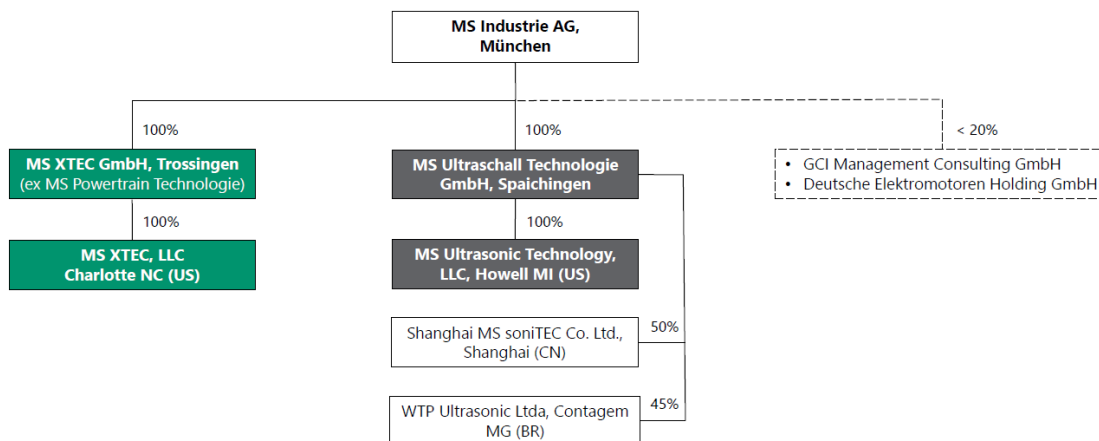 MS Industrie AG,
München
100%
100%
< 20%
MS XTEC GmbH, Trossingen
(ex MS Powertrain Technologie)
MS Ultraschall Technologie
GmbH, Spaichingen
• GCI Management Consulting GmbH
• Deutsche Elektromotoren Holding GmbH
100%
100%
MS XTEC, LLC
Charlotte NC (US)
MS Ultrasonic Technology,
LLC, Howell MI (US)
Shanghai MS soniTEC Co. Ltd.,
Shanghai (CN)
50%
WTP Ultrasonic Ltda, Contagem
MG (BR)
45%